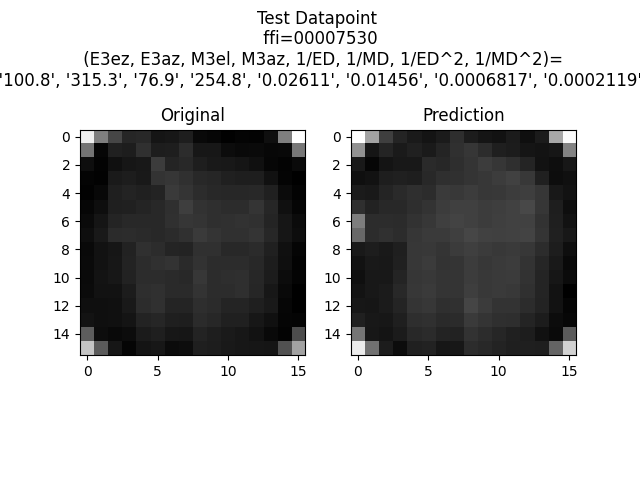 Test Datapoint
ffi=00007530
(E3ez, E3az, M3el, M3az, 1/ED, 1/MD, 1/ED^2, 1/MD^2)=
'100.8', '315.3', '76.9', '254.8', '0.02611', '0.01456', '0.0006817', '0.0002119'
Original Prediction
0 0
2 2
4 4
6 6
8 8
10 10
12 12
14 14
0 5 10 15 0 5 10 15